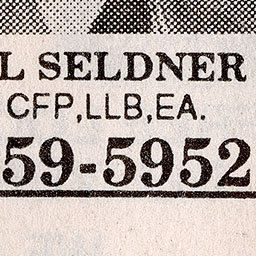 L SELDNER
CFP,LLB,EA.
59-5952